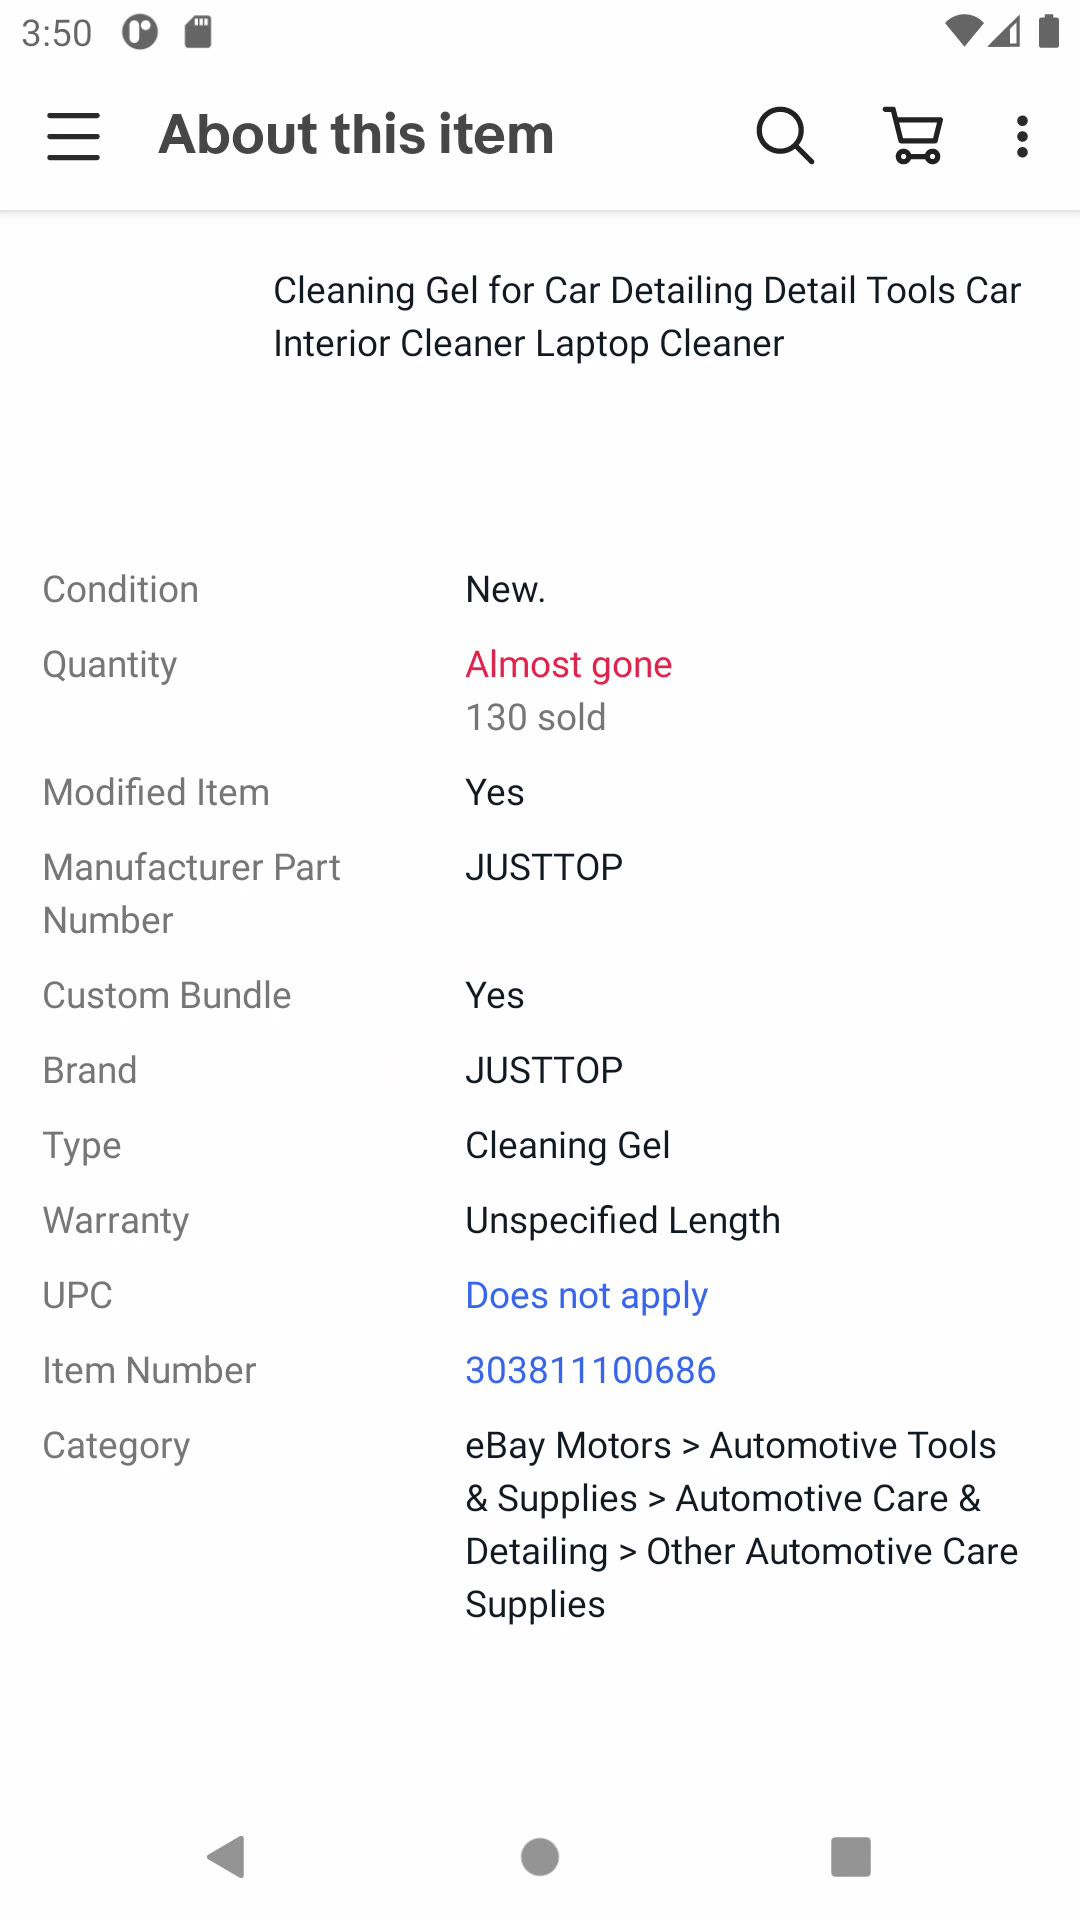 3:50
About this item
Cleaning Gel for Car Detailing Detail Tools Car
Interior Cleaner Laptop Cleaner
Condition New.
Quantity Almost gone
130 sold
Modified Item Yes
Manufacturer Part JUSTTOP
Number
Custom Bundle Yes
Brand JUSTTOP
Type Cleaning Gel
Warranty Unspecified Length
UPC Does not apply
Item Number 303811100686
Category eBay Motors > Automotive Tools
& Supplies > Automotive Care &
Detailing > Other Automotive Care
Supplies